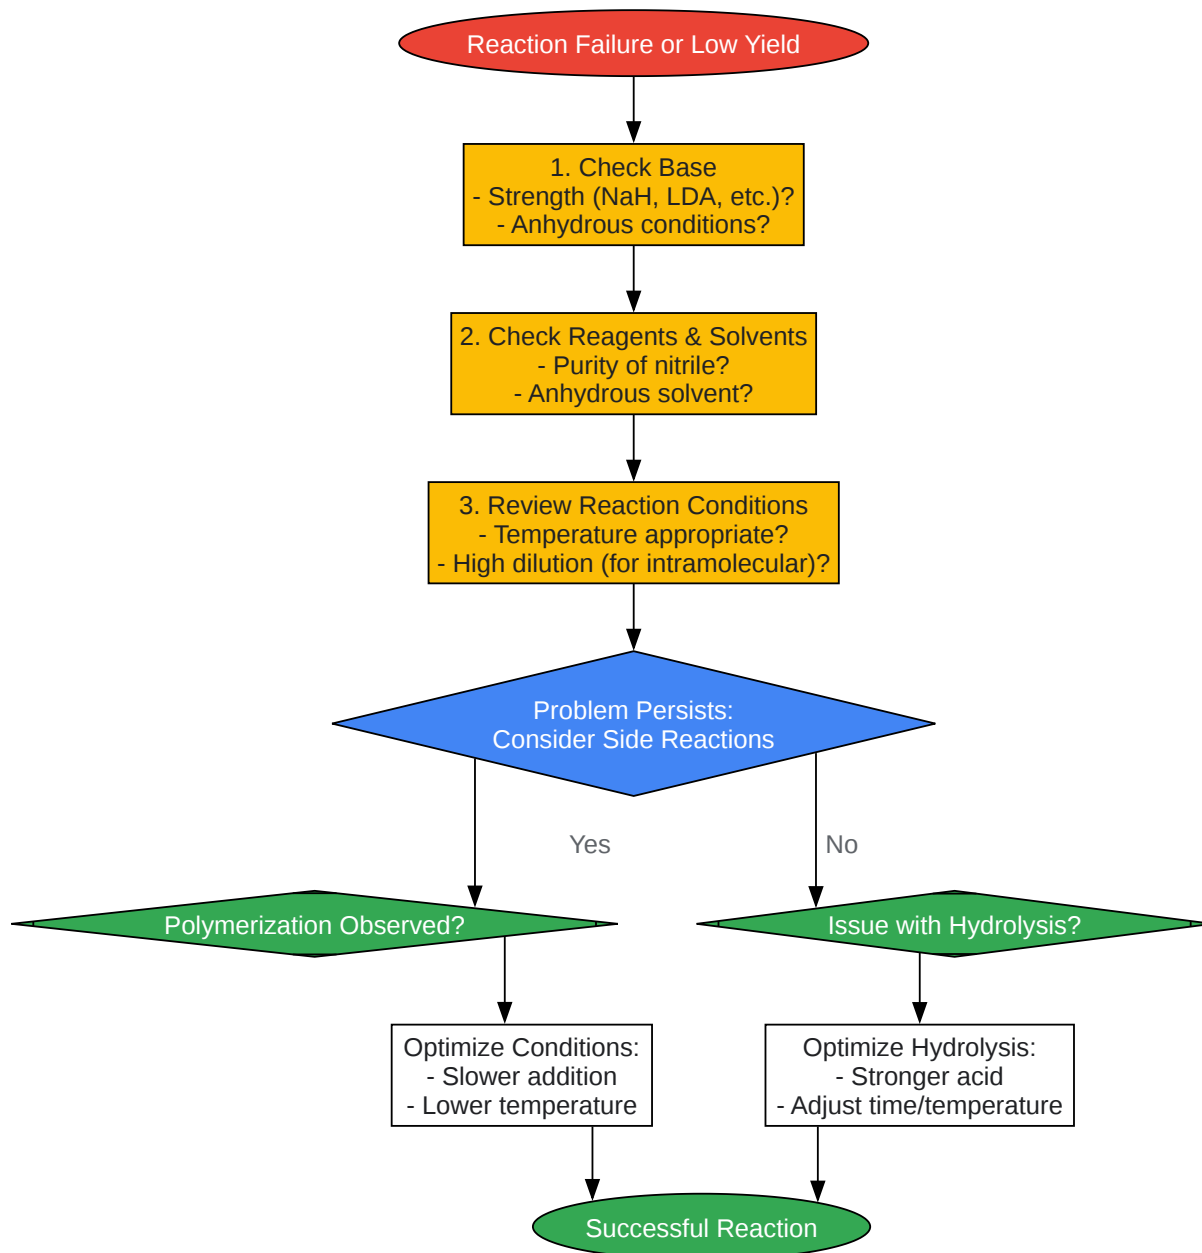 Reaction Failure or Low Yield
1. Check Base
- Strength (NaH, LDA, etc.)?
- Anhydrous conditions?
2. Check Reagents & Solvents
- Purity of nitrile?
- Anhydrous solvent?
3. Review Reaction Conditions
- Temperature appropriate?
- High dilution (for intramolecular)?
Problem Persists:
Consider Side Reactions
Yes
No
Polymerization Observed?
Issue with Hydrolysis?
Optimize Conditions:
- Slower addition
- Lower temperature
Optimize Hydrolysis:
- Stronger acid
- Adjust time/temperature
Successful Reaction